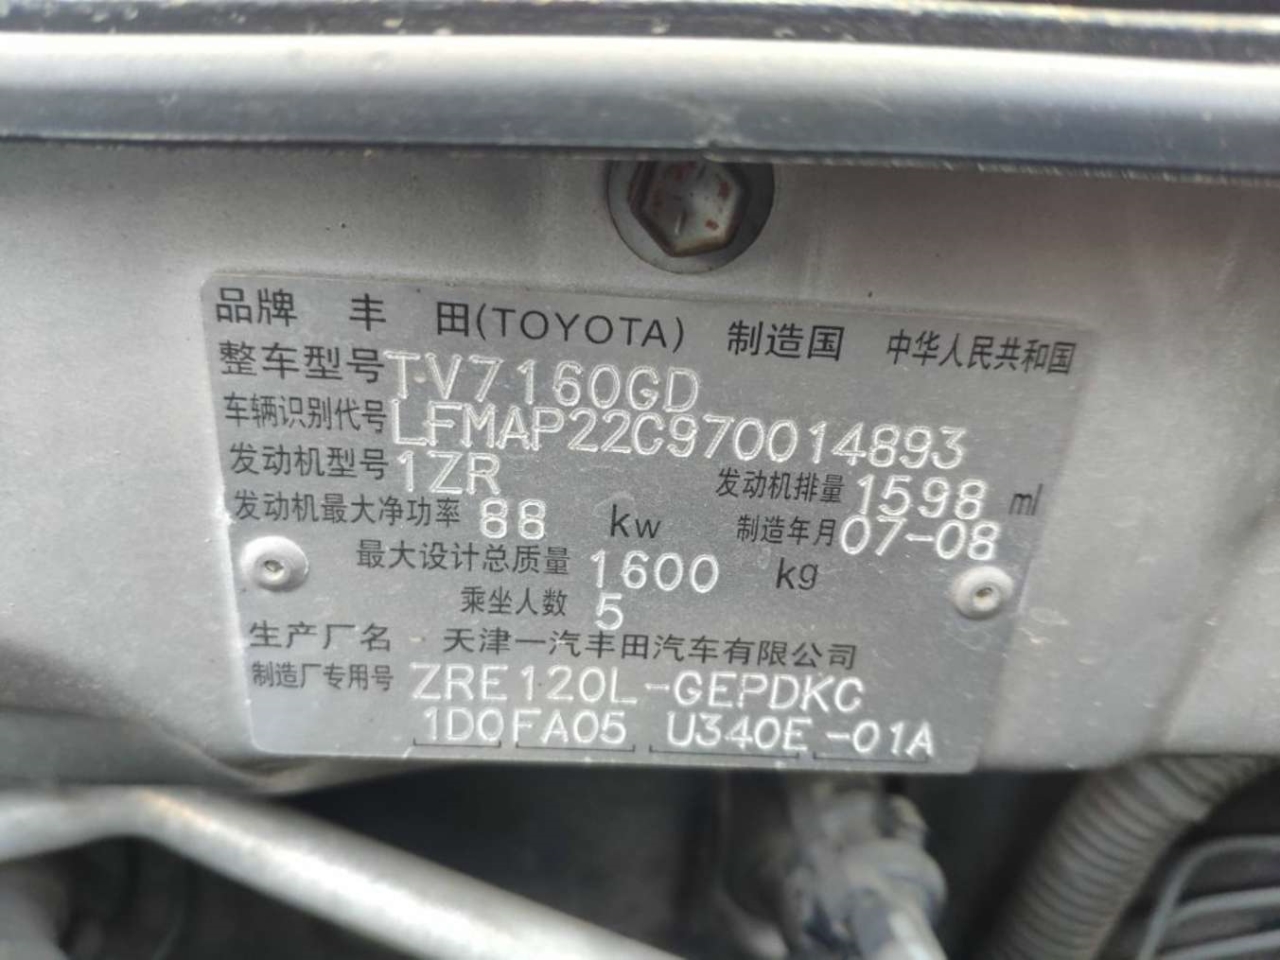 品牌 丰 田(TOYOTA) 制造国 中华人民共和国
整车型号 TV7160GD
车辆识别代号 LFMAP22C970014893
发动机型号 1ZR 发动机排量 1598 ml
发动机最大净功率 88 kw 制造年月 07-08
最大设计总质量 1600 kg
乘坐人数 5
生产厂名 天津一汽丰田汽车有限公司
制造厂专用号 ZRE120L-GEPDKC
1D0 FA05 U340E -01A